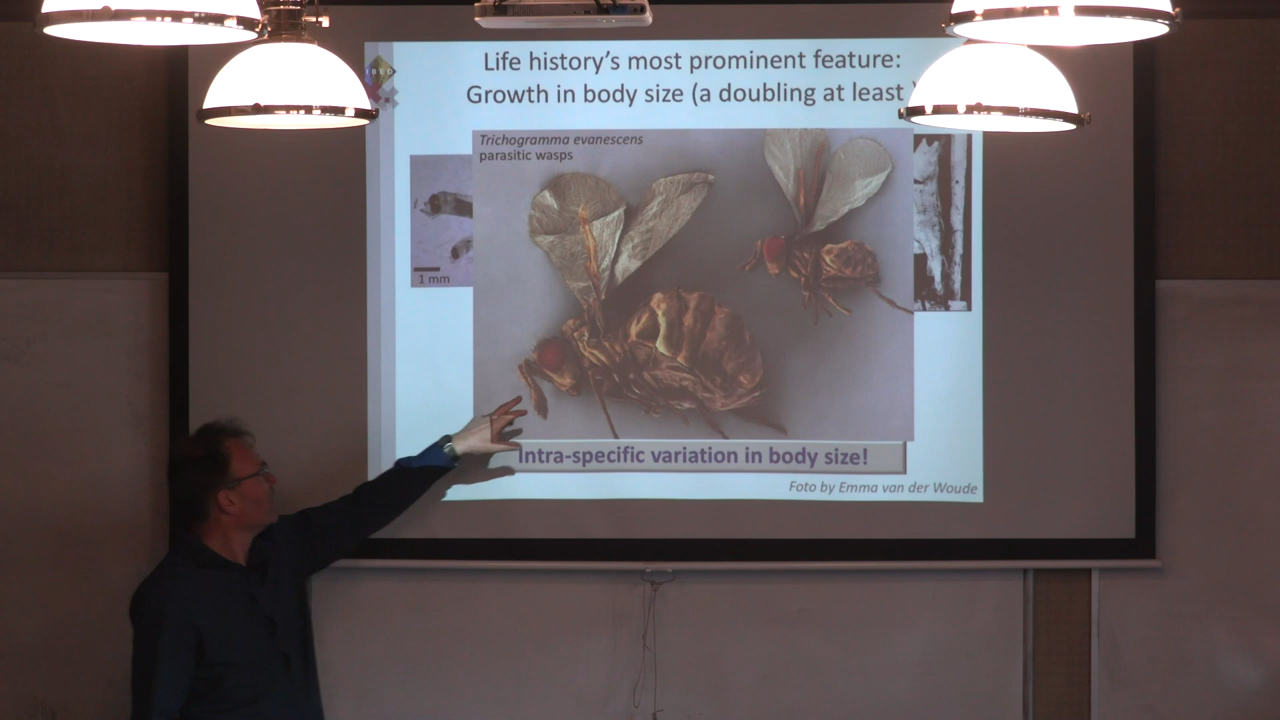 Life history's most prominent feature:
Growth in body size (a doubling at least )
IBED
Trichogramma evanescens
parasitic wasps
1 mm
Intra-specific variation in body size!
Foto by Emma van der Woude